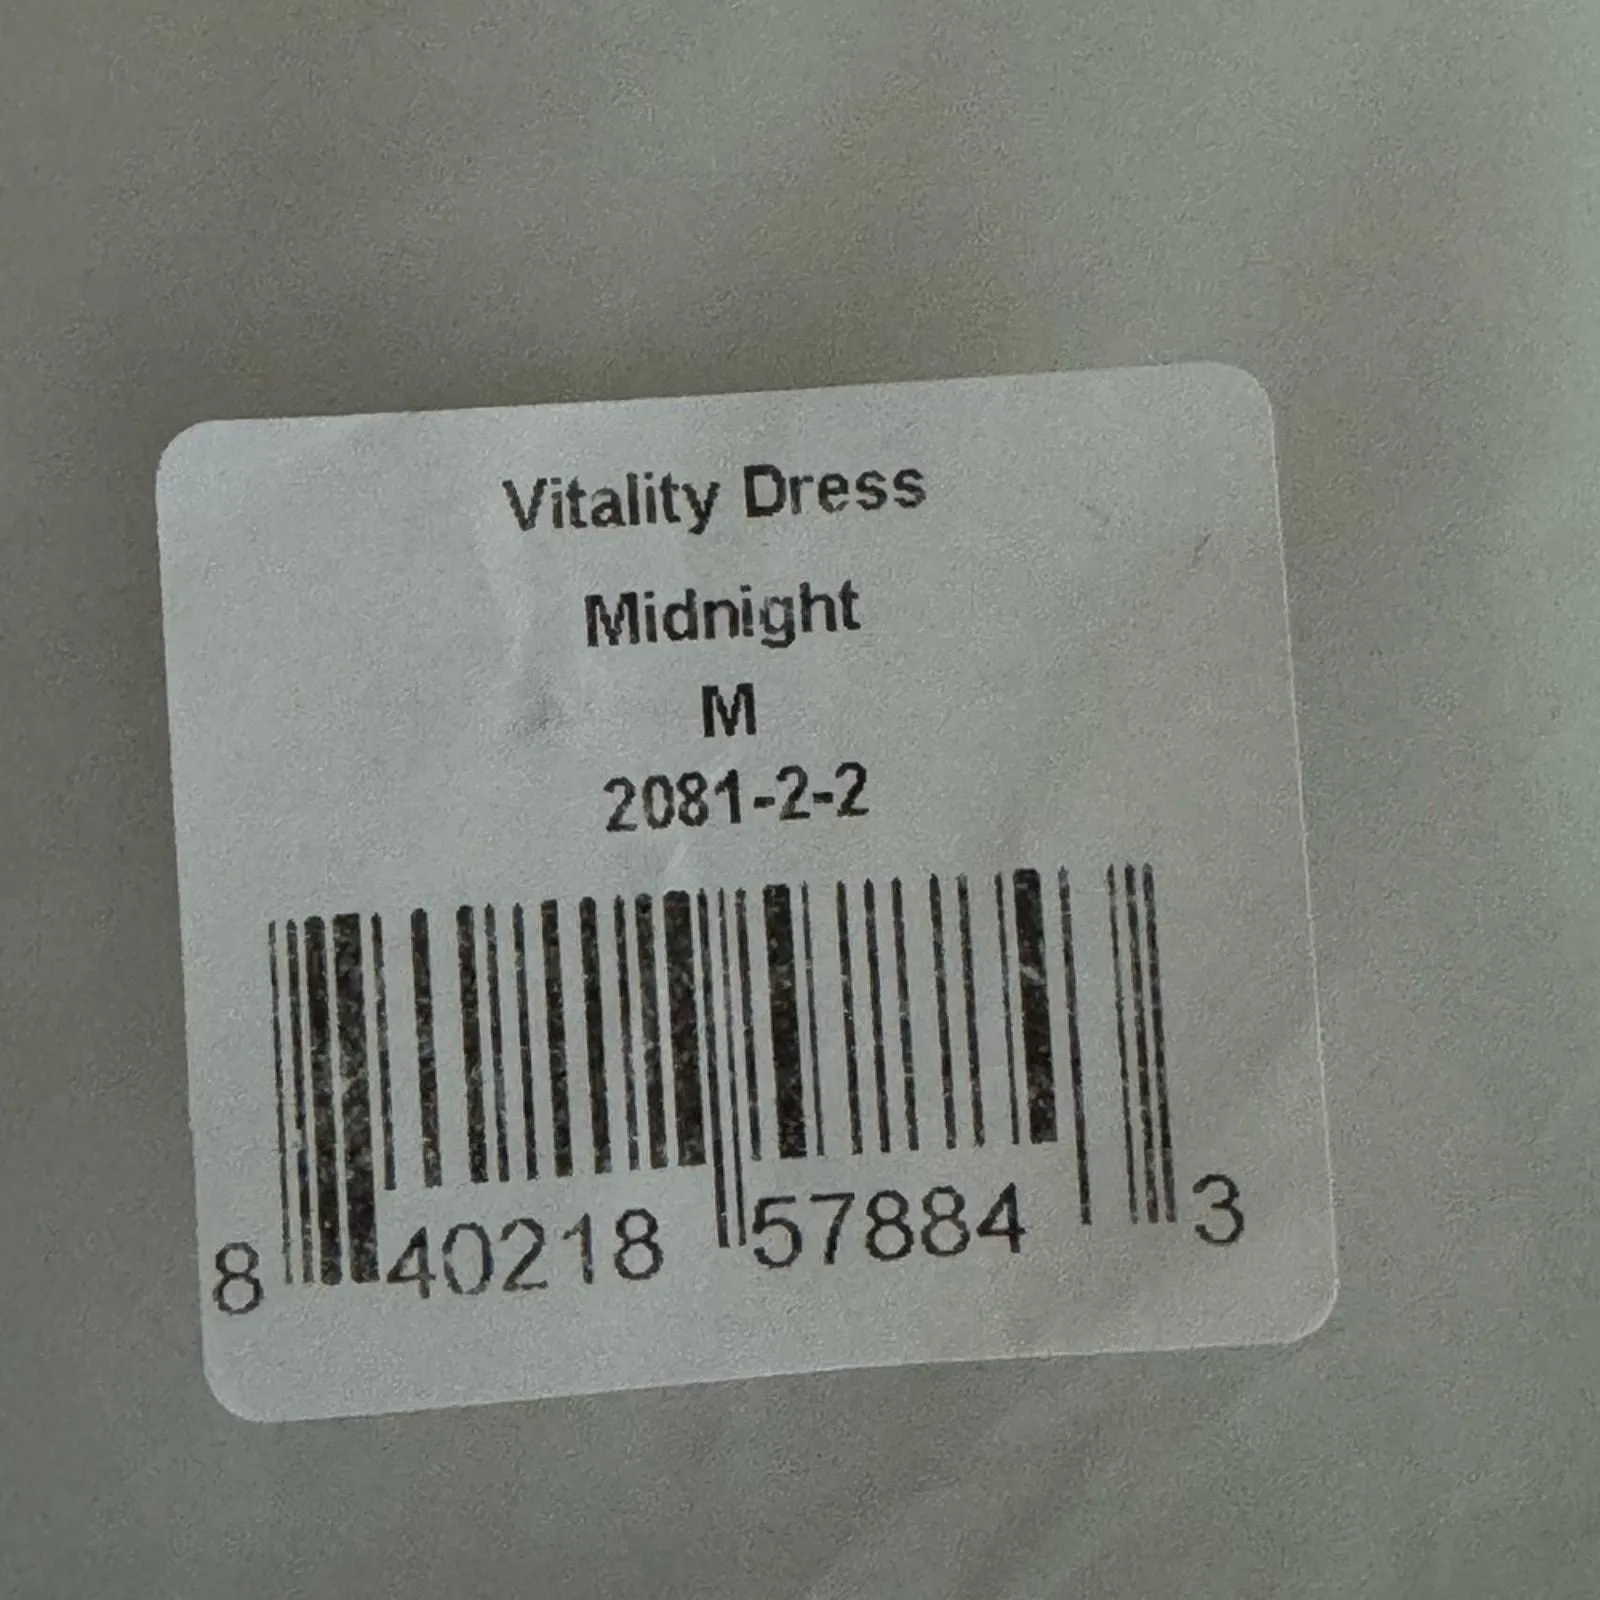 Vitality Dress
Midnight
M
2081-2-2
8 40218 57884 3